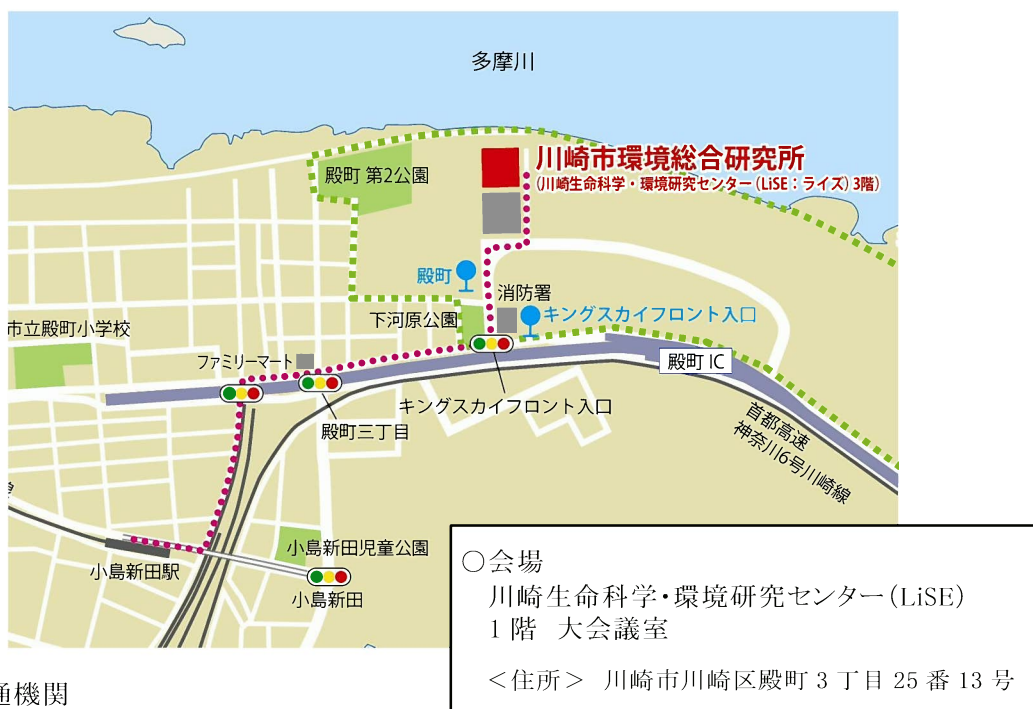 多摩川
川崎市環境総合研究所
(川崎生命科学・環境研究センター(LiSE：ライズ)3階)
殿町 第2公園
殿町
消防署
キングスカイフロント入口
下河原公園
市立殿町小学校
ファミリーマート
殿町 IC
キングスカイフロント入口
殿町三丁目
首都高速
神奈川6号川崎線
小島新田児童公園
小島新田駅
小島新田
○会場
川崎生命科学・環境研究センター(LiSE)
1階 大会議室
＜住所＞ 川崎市川崎区殿町3丁目25番13号
通機関